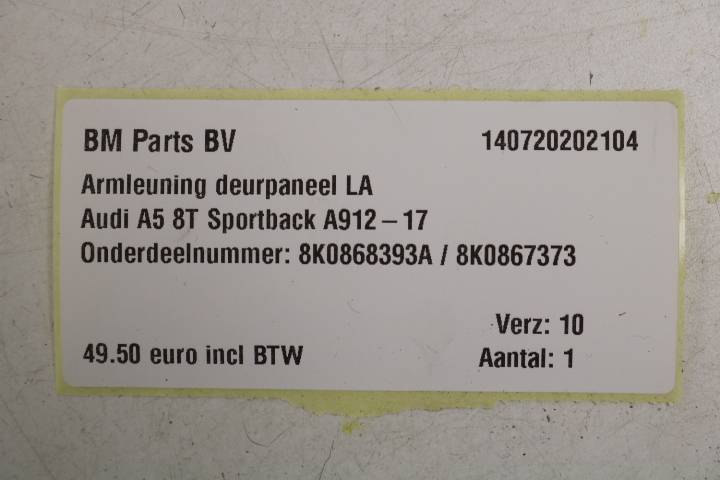 BM Parts BV 140720202104
Armleuning deurpaneel LA
Audi A5 8T Sportback A912-17
Onderdeelnummer: 8K0868393A / 8K0867373
Verz: 10
49.50 euro incl BTW Aantal: 1